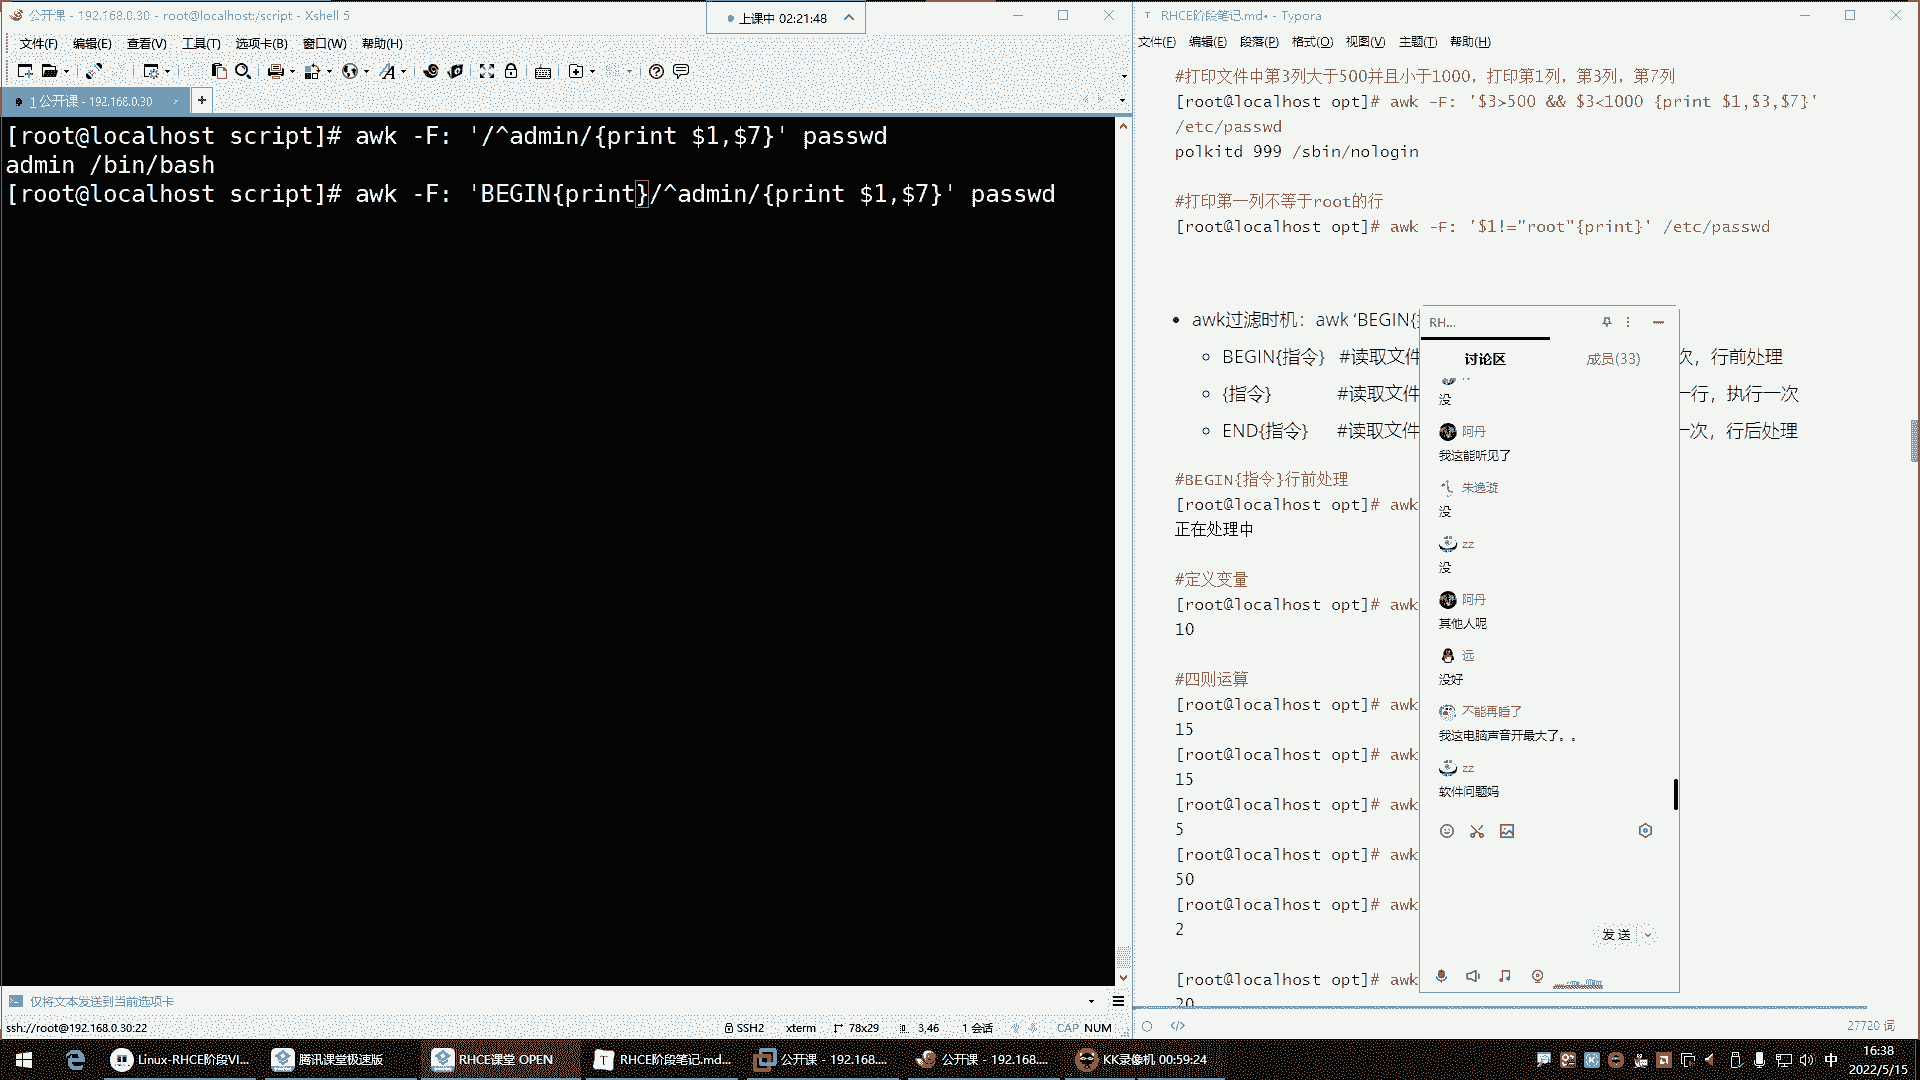 公开课 - 192.168.0.30 - root@localhost:/script - Xshell 5
上课中 02:21:48
文件(F) 编辑(E) 查看(V) 工具(T) 选项卡(B) 窗口(W) 帮助(H)
1 公开课 - 192.168.0.30
[root@localhost script]# awk -F: '/^admin/{print $1,$7}' passwd
admin /bin/bash
[root@localhost script]# awk -F: 'BEGIN{print}/^admin/{print $1,$7}' passwd
仅将文本发送到当前选项卡
ssh://root@192.168.0.30:22
SSH2 xterm 78x29 3,46 1 会话 CAP NUM
RHCE阶段笔记.md• - Typora
文件(F) 编辑(E) 段落(P) 格式(O) 视图(V) 主题(T) 帮助(H)
#打印文件中第3列大于500并且小于1000，打印第1列，第3列，第7列
[root@localhost opt]# awk -F: '$3>500 && $3<1000 {print $1,$3,$7}'
/etc/passwd
polkitd 999 /sbin/nologin
#打印第一列不等于root的行
[root@localhost opt]# awk -F: '$1!="root"{print}' /etc/passwd
awk过滤时机：awk ‘BEGIN{
BEGIN{指令} #读取文件 次，行前处理
{指令} #读取文件 一行，执行一次
END{指令} #读取文件 一次，行后处理
#BEGIN{指令}行前处理
[root@localhost opt]# awk
正在处理中
#定义变量
[root@localhost opt]# awk
10
#四则运算
[root@localhost opt]# awk
15
[root@localhost opt]# awk
15
[root@localhost opt]# awk
5
[root@localhost opt]# awk
50
[root@localhost opt]# awk
2
[root@localhost opt]# awk
20
27720 词
RH...
讨论区 成员(33)
没
阿丹
我这能听见了
朱逸璇
没
zz
没
阿丹
其他人呢
远
没好
不能再睡了
我这电脑声音开最大了。。
zz
软件问题妈
发送
Linux-RHCE阶段VI... 腾讯课堂极速版 RHCE课堂 OPEN RHCE阶段笔记.md... 公开课 - 192.168.... 公开课 - 192.168.... KK录像机 00:59:24
中
16:38
2022/5/15